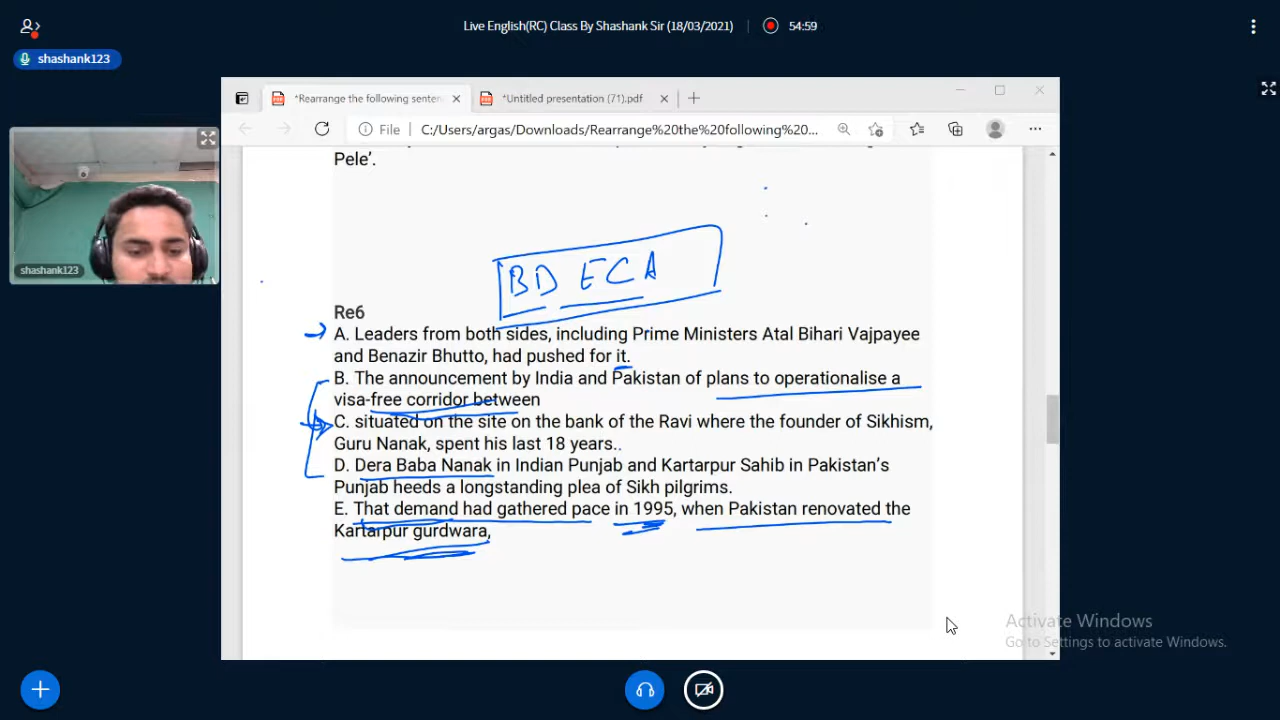 Live English(RC) Class By Shashank Sir (18/03/2021)
54:59
shashank123
*Rearrange the following senten
*Untitled presentation (71).pdf
File
C:/Users/argas/Downloads/Rearrange%20the%20following%20...
Pele’.
BD ECA
Re6
A. Leaders from both sides, including Prime Ministers Atal Bihari Vajpayee
and Benazir Bhutto, had pushed for it.
B. The announcement by India and Pakistan of plans to operationalise a
visa-free corridor between
C. situated on the site on the bank of the Ravi where the founder of Sikhism,
Guru Nanak, spent his last 18 years..
D. Dera Baba Nanak in Indian Punjab and Kartarpur Sahib in Pakistan’s
Punjab heeds a longstanding plea of Sikh pilgrims.
E. That demand had gathered pace in 1995, when Pakistan renovated the
Kartarpur gurdwara,
shashank123
Activate Windows
Go to Settings to activate Windows.